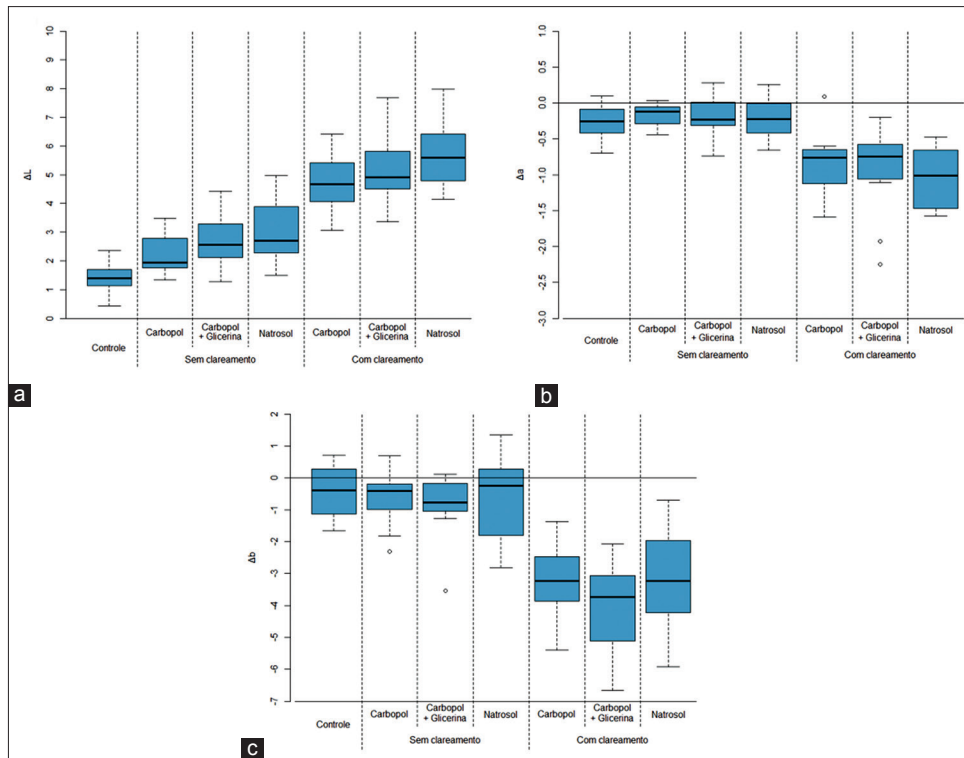 ΔL
10
9
8
7
6
5
4
3
2
1
0
Controle
Carbopol
Carbopol
+ Glicerina
Natrosol
Carbopol
Carbopol
+ Glicerina
Natrosol
Sem clareamento
Com clareamento
a
Δa
1.0
0.5
0.0
-0.5
-1.0
-1.5
-2.0
-2.5
-3.0
Controle
Carbopol
Carbopol
+ Glicerina
Natrosol
Carbopol
Carbopol
+ Glicerina
Natrosol
Sem clareamento
Com clareamento
b
Δb
2
1
0
-1
-2
-3
-4
-5
-6
-7
Controle
Carbopol
Carbopol
+ Glicerina
Natrosol
Carbopol
Carbopol
+ Glicerina
Natrosol
Sem clareamento
Com clareamento
c